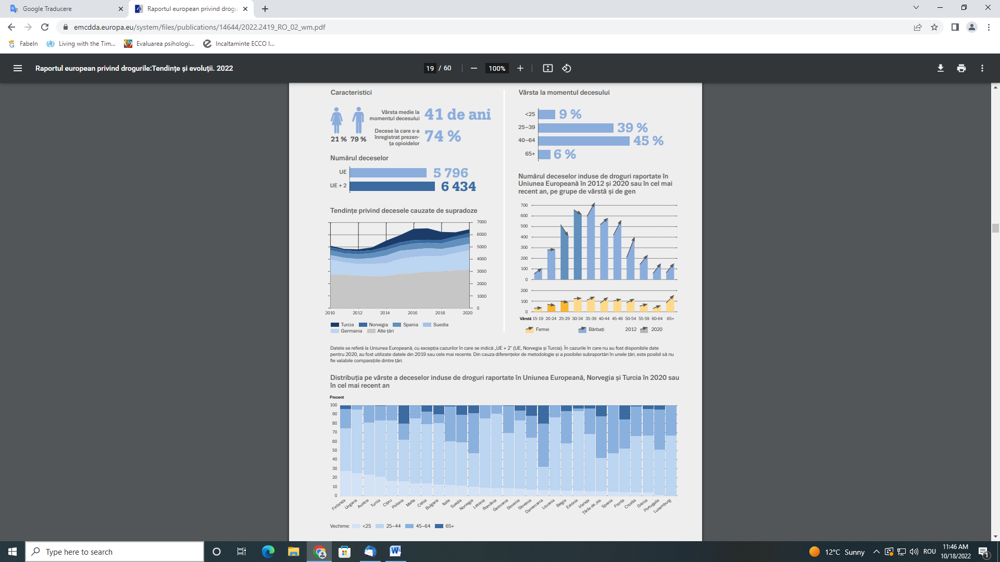 Google Traducere
Raportul european privind drogu
emcdda.europa.eu/system/files/publications/14644/2022.2419_RO_02_wm.pdf
Fabeln
Living with the Tim...
Evaluarea psihologi...
Incaltaminte ECCO I...
Raportul european privind drogurile:Tendințe și evoluții. 2022
19 / 60
100%
Caracteristici
21 % 79 %
Vârsta medie la
momentul decesului
41 de ani
Decese la care s-a
înregistrat prezen-
ța opioidelor
74 %
Numărul deceselor
UE 5 796
UE + 2 6 434
Tendințe privind decesele cauzate de supradoze
7000
6000
5000
4000
3000
2000
1000
0
2010 2012 2014 2016 2018 2020
Turcia Norvegia Spania Suedia
Germania Alte țări
Vârsta la momentul decesului
<25 9 %
25–39 39 %
40–64 45 %
65+ 6 %
Numărul deceselor induse de droguri raportate în
Uniunea Europeană în 2012 și 2020 sau în cel mai
recent an, pe grupe de vârstă și de gen
700
600
500
400
300
200
100
0
200
100
0
Vârstă 15-19 20-24 25-29 30-34 35-39 40-44 45-49 50-54 55-59 60-64 65+
Femei Bărbați 2012 2020
Datele se referă la Uniunea Europeană, cu excepția cazurilor în care se indică „UE + 2” (UE, Norvegia și Turcia). În cazurile în care nu au fost disponibile date
pentru 2020, au fost utilizate datele din 2019 sau cele mai recente. Din cauza diferențelor de metodologie și a posibilei subraportări în unele țări, este posibil să nu
fie valabile comparațiile dintre țări.
Distribuția pe vârste a deceselor induse de droguri raportate în Uniunea Europeană, Norvegia și Turcia în 2020 sau
în cel mai recent an
Procent
100
90
80
70
60
50
40
30
20
10
0
Finlanda Ungaria Austria Turcia Cipru Polonia Malta Cehia Bulgaria Italia Suedia Norvegia Letonia România Germania Slovacia Slovenia Danemarca Lituania Belgia Estonia Irlanda Țările de Jos Spania Franta Croatia Grecia Portugalia Luxemburg
Vechime: <25 25–44 45–64 65+
Type here to search
12°C Sunny
ROU
11:46 AM
10/18/2022
1